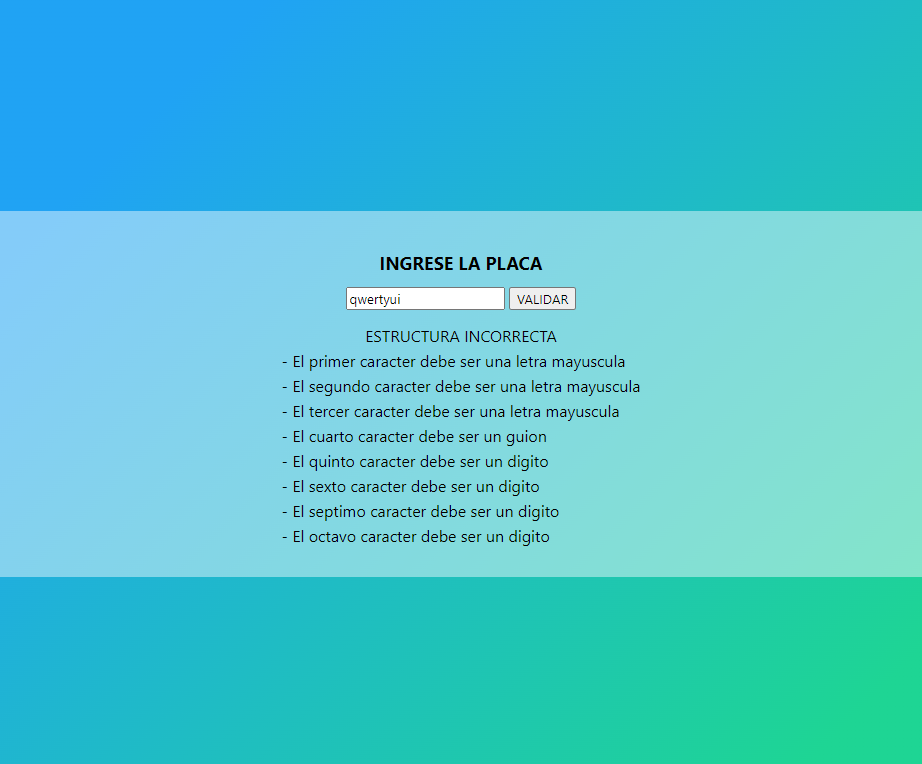 INGRESE LA PLACA
qwertyui VALIDAR
ESTRUCTURA INCORRECTA
- El primer caracter debe ser una letra mayuscula
- El segundo caracter debe ser una letra mayuscula
- El tercer caracter debe ser una letra mayuscula
- El cuarto caracter debe ser un guion
- El quinto caracter debe ser un digito
- El sexto caracter debe ser un digito
- El septimo caracter debe ser un digito
- El octavo caracter debe ser un digito